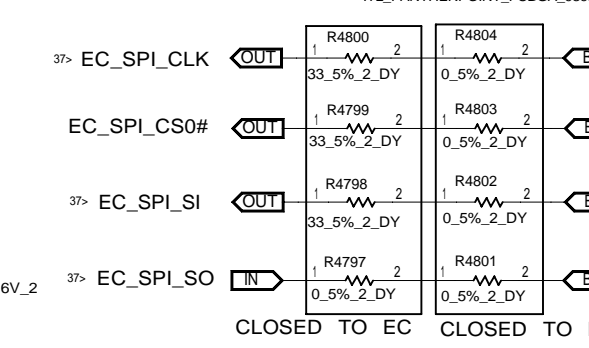 R4800 R4804
37> EC_SPI_CLK OUT 1 2 1 2
33_5%_2_DY 0_5%_2_DY
R4799 R4803
EC_SPI_CS0# OUT 1 2 1 2
33_5%_2_DY 0_5%_2_DY
R4798 R4802
37> EC_SPI_SI OUT 1 2 1 2
33_5%_2_DY 0_5%_2_DY
R4797 R4801
6V_2 37> EC_SPI_SO IN 1 2 1 2
0_5%_2_DY 0_5%_2_DY
CLOSED TO EC CLOSED TO